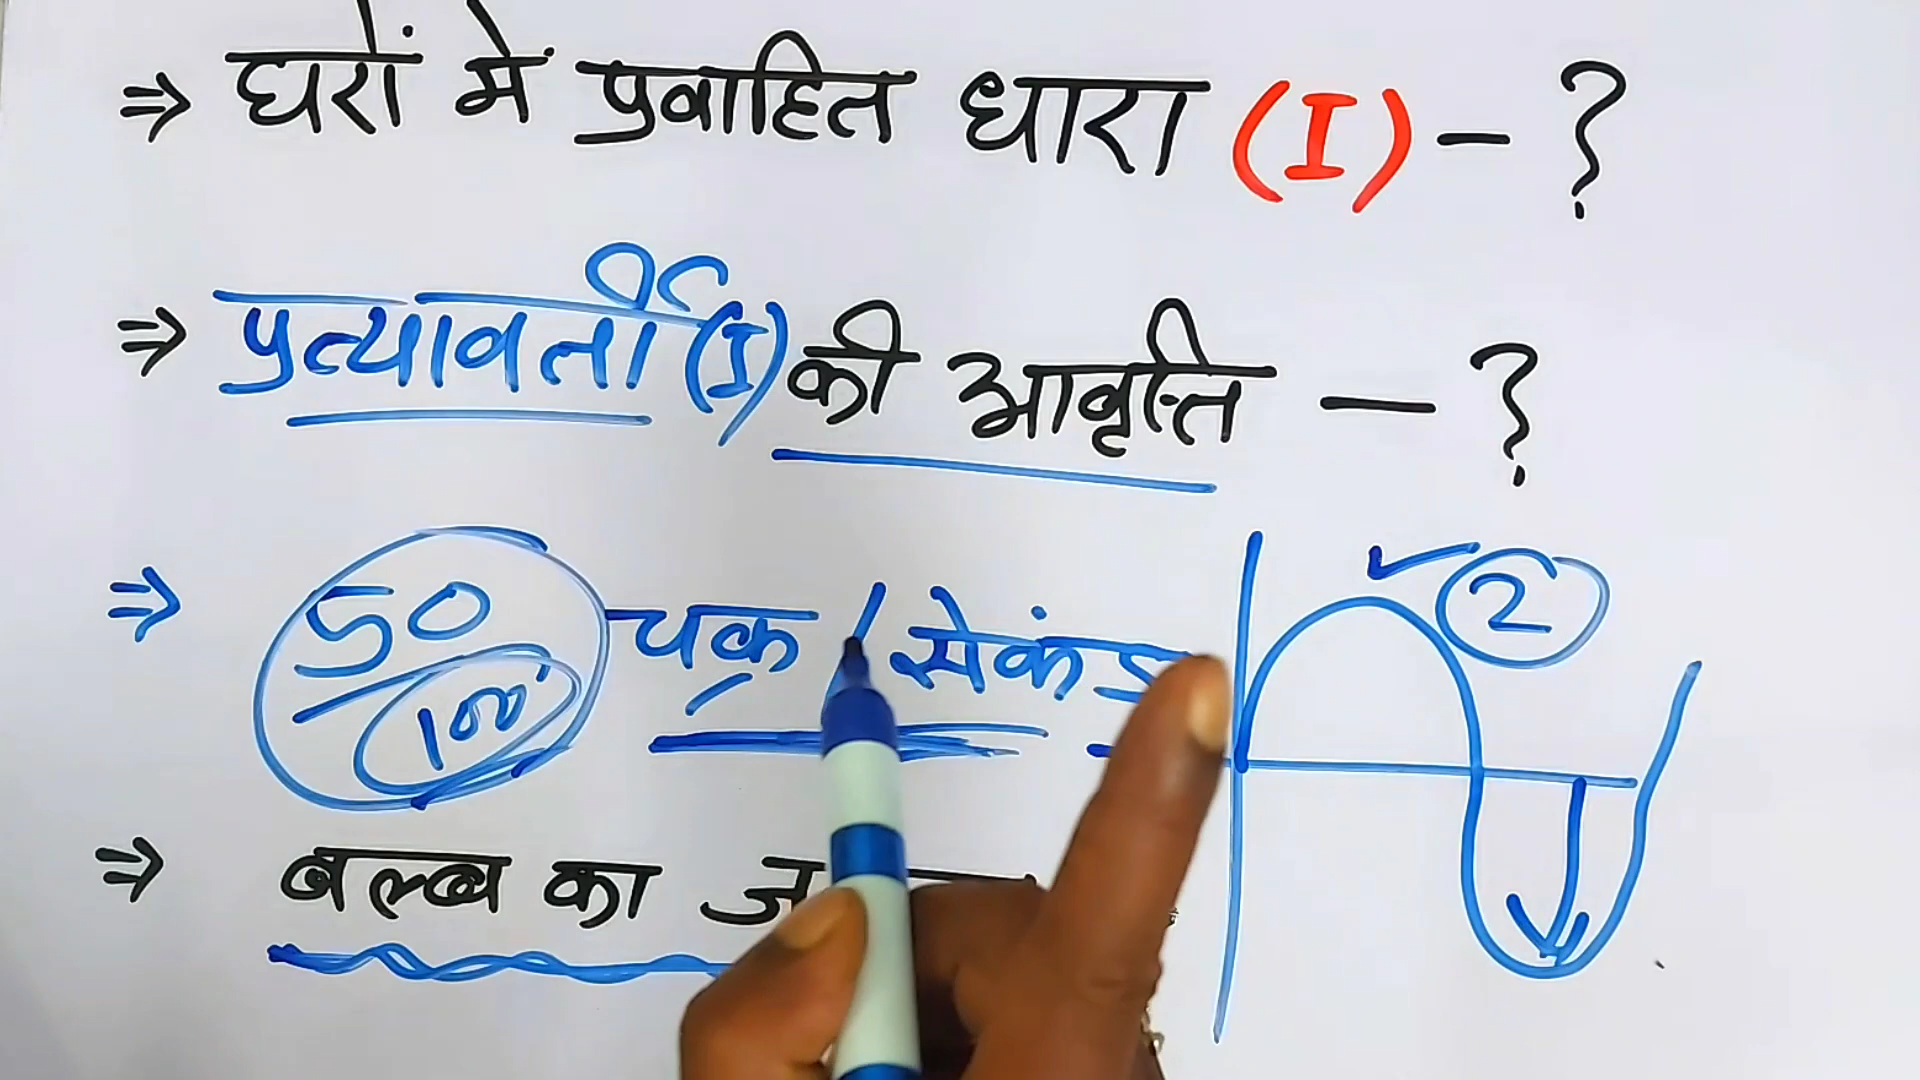 ⇒ घरों में प्रवाहित धारा (I) – ?
⇒ प्रत्यावर्ती (I) की आवृत्ति – ?
⇒ 50 चक्र / सेकंड
100
2
⇒ बल्ब का